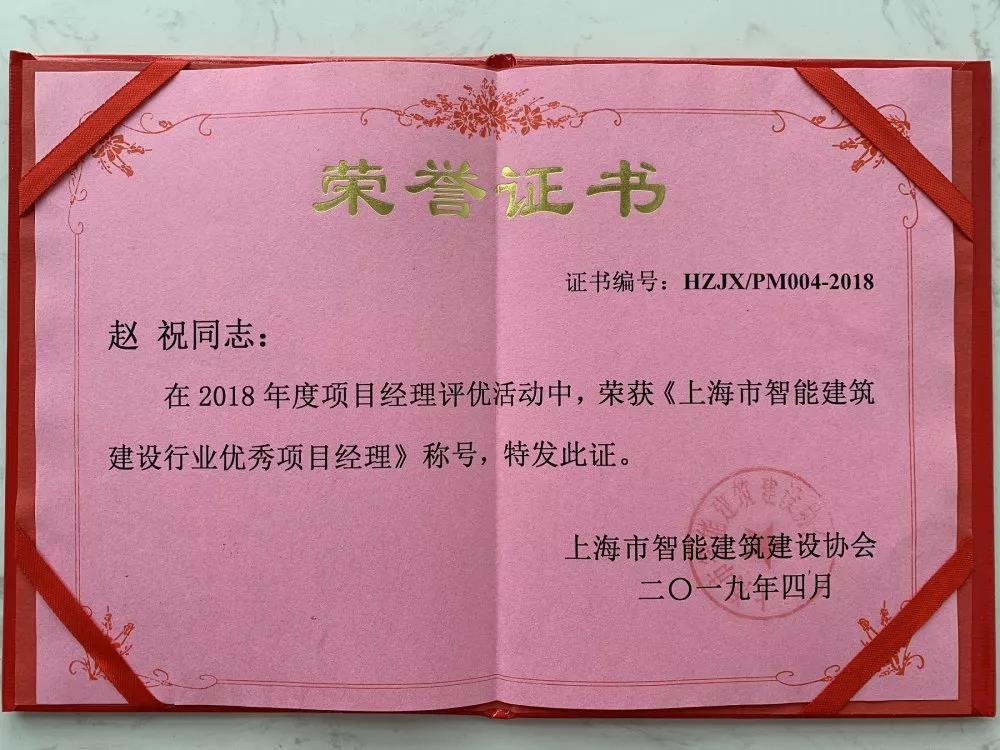 荣誉证书
证书编号：HZJX/PM004-2018
赵 祝同志：
在 2018 年度项目经理评优活动中，荣获《上海市智能建筑
建设行业优秀项目经理》称号，特发此证。
上海市智能建筑建设协会
二〇一九年四月